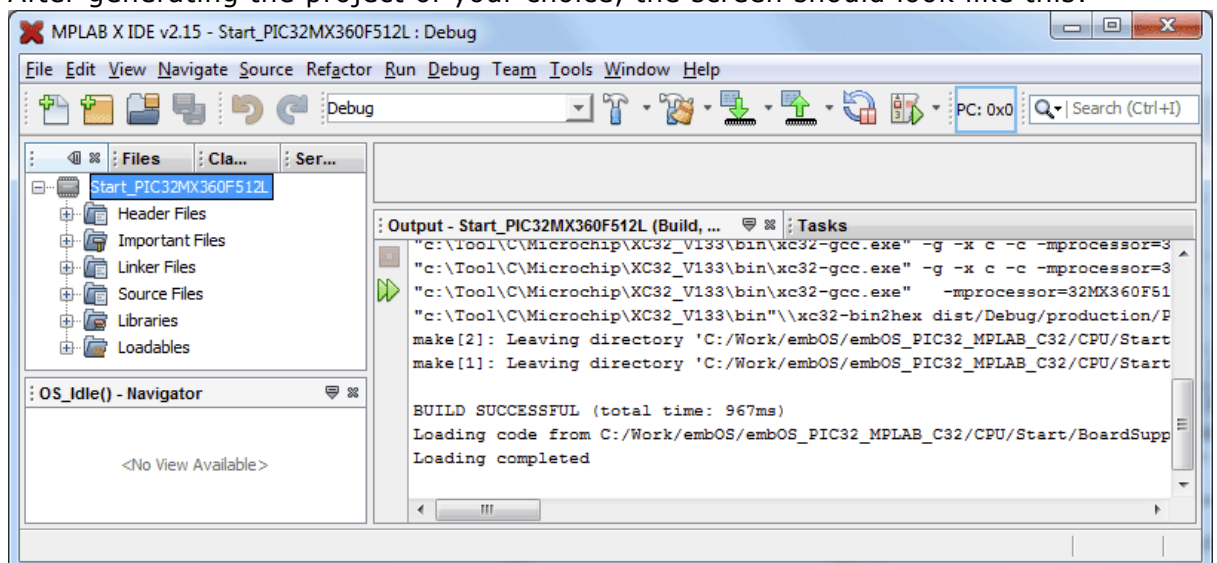 After generating the project of your choice, the screen should look like this:
MPLAB X IDE v2.15 - Start_PIC32MX360F512L : Debug
File Edit View Navigate Source Refactor Run Debug Team Tools Window Help
Debug
PC: 0x0
Search (Ctrl+I)
Files Cla... Ser...
Start_PIC32MX360F512L
Header Files
Important Files
Linker Files
Source Files
Libraries
Loadables
OS_Idle() - Navigator
<No View Available>
Output - Start_PIC32MX360F512L (Build, ... Tasks
"c:\Tool\C\Microchip\XC32_V133\bin\xc32-gcc.exe" -g -x c -c -mprocessor=3
"c:\Tool\C\Microchip\XC32_V133\bin\xc32-gcc.exe" -g -x c -c -mprocessor=3
"c:\Tool\C\Microchip\XC32_V133\bin\xc32-gcc.exe" -mprocessor=32MX360F51
"c:\Tool\C\Microchip\XC32_V133\bin"\\xc32-bin2hex dist/Debug/production/P
make[2]: Leaving directory 'C:/Work/embOS/embOS_PIC32_MPLAB_C32/CPU/Start
make[1]: Leaving directory 'C:/Work/embOS/embOS_PIC32_MPLAB_C32/CPU/Start
BUILD SUCCESSFUL (total time: 967ms)
Loading code from C:/Work/embOS/embOS_PIC32_MPLAB_C32/CPU/Start/BoardSupp
Loading completed